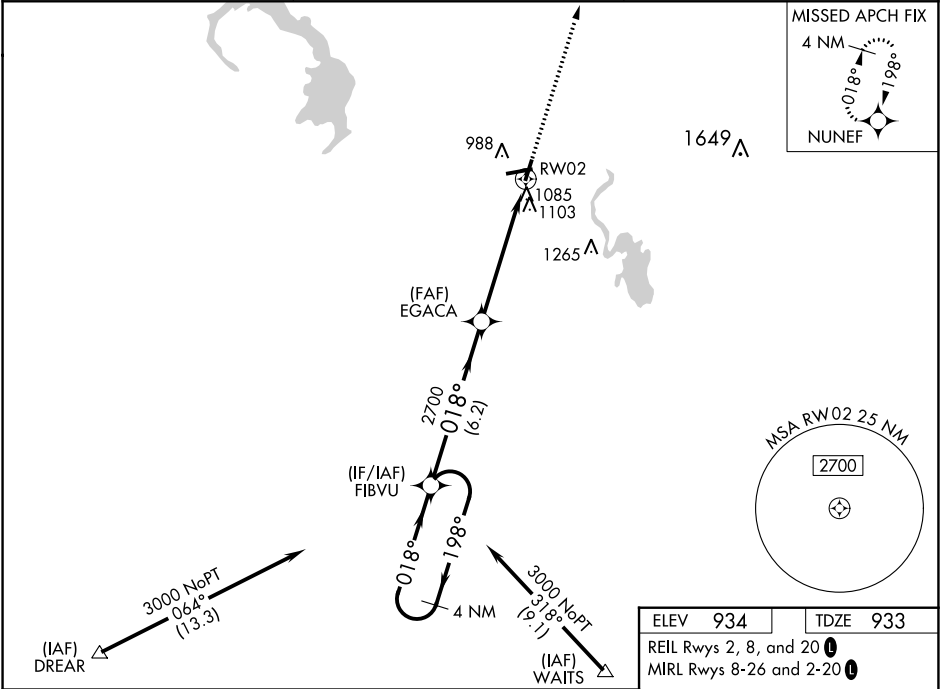 MISSED APCH FIX
4 NM
018°
198°
NUNEF
988
RW02
1085
1103
1649
1265
(FAF)
EGACA
2700
018°
(6.2)
(IF/IAF)
FIBVU
018°
198°
4 NM
3000 NoPT
064°
(13.3)
(IAF)
DREAR
3000 NoPT
318°
(9.1)
(IAF)
WAITS
MSA RW02 25 NM
2700
ELEV 934
TDZE 933
REIL Rwys 2, 8, and 20 L
MIRL Rwys 8-26 and 2-20 L